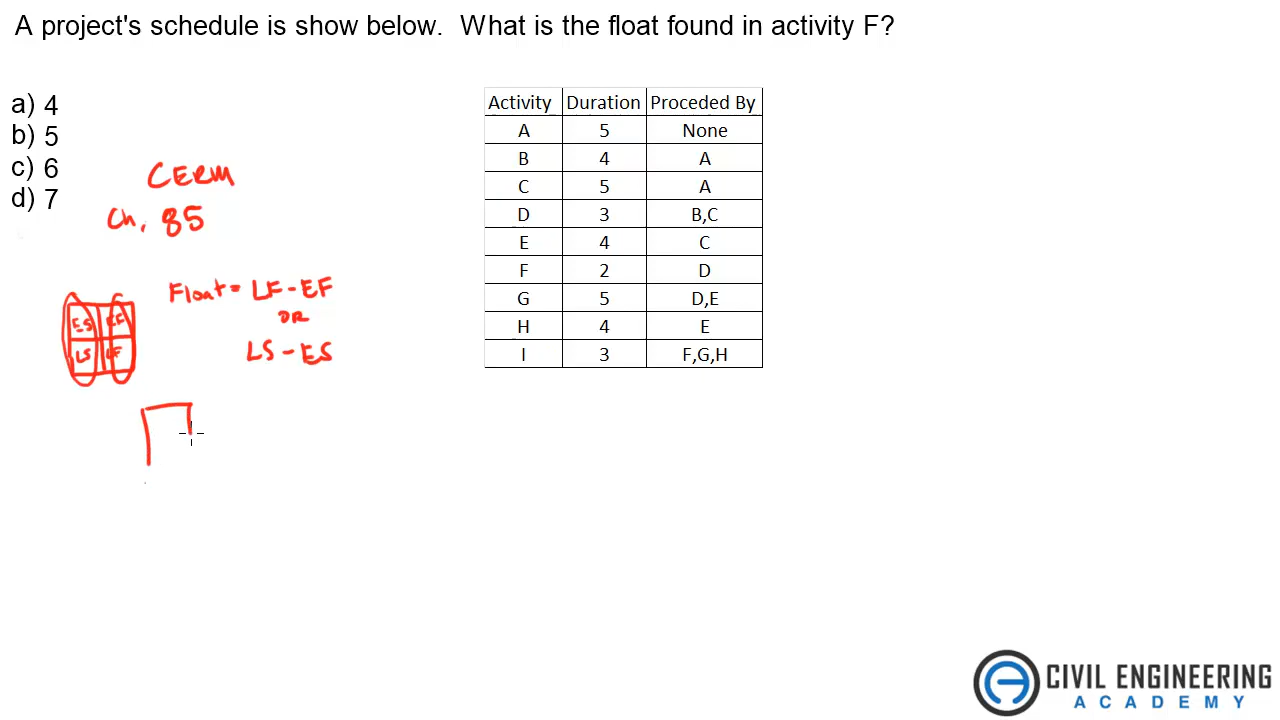 A project's schedule is show below. What is the float found in activity F?
a) 4
b) 5
c) 6
d) 7
CERM
Ch. 85
Float = LF - EF
OR
LS - ES
ES EF
LS LF
Activity Duration Proceded By
A 5 None
B 4 A
C 5 A
D 3 B,C
E 4 C
F 2 D
G 5 D,E
H 4 E
I 3 F,G,H
CIVIL ENGINEERING
ACADEMY